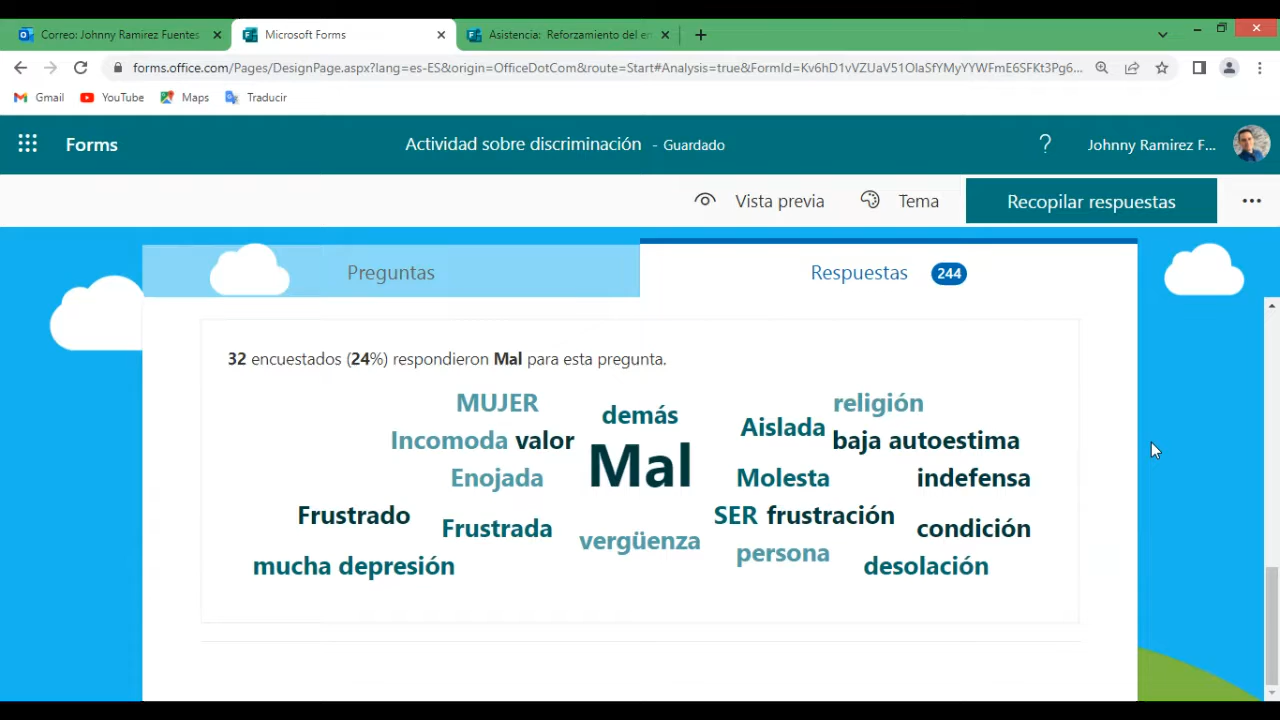 Correo: Johnny Ramirez Fuentes
Microsoft Forms
Asistencia: Reforzamiento del en
forms.office.com/Pages/DesignPage.aspx?lang=es-ES&origin=OfficeDotCom&route=Start#Analysis=true&FormId=Kv6hD1vVZUaV51OlaSfYMyYYWFmE6SFKt3Pg6...
Gmail YouTube Maps Traducir
Forms Actividad sobre discriminación - Guardado ? Johnny Ramirez F...
Vista previa Tema Recopilar respuestas
Preguntas Respuestas 244
32 encuestados (24%) respondieron Mal para esta pregunta.
MUJER demás Aislada religión
Incomoda valor Mal baja autoestima
Enojada Molesta indefensa
Frustrado Frustrada SER frustración condición
vergüenza persona
mucha depresión desolación